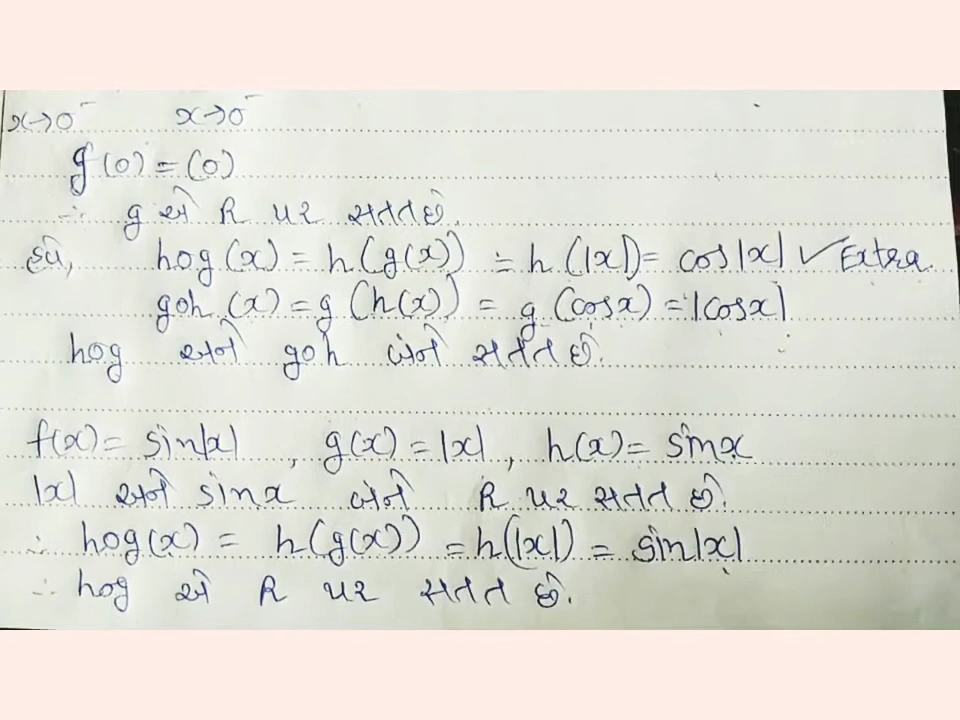 x→0⁻ x→0⁻
g(0) = (0)
∴ g એ R પર સતત છે.
હવે, hog(x) = h(g(x)) = h(|x|) = cos|x| ✓ Extra.
goh (x) = g(h(x)) = g(cosx) = |cosx|
hog અને goh બંને સતત છે.
f(x) = sin|x| , g(x) = |x| , h(x) = sinx
|x| અને sinx બંને R પર સતત છે.
∴ hog(x) = h(g(x)) = h(|x|) = sin|x|
∴ hog એ R પર સતત છે.